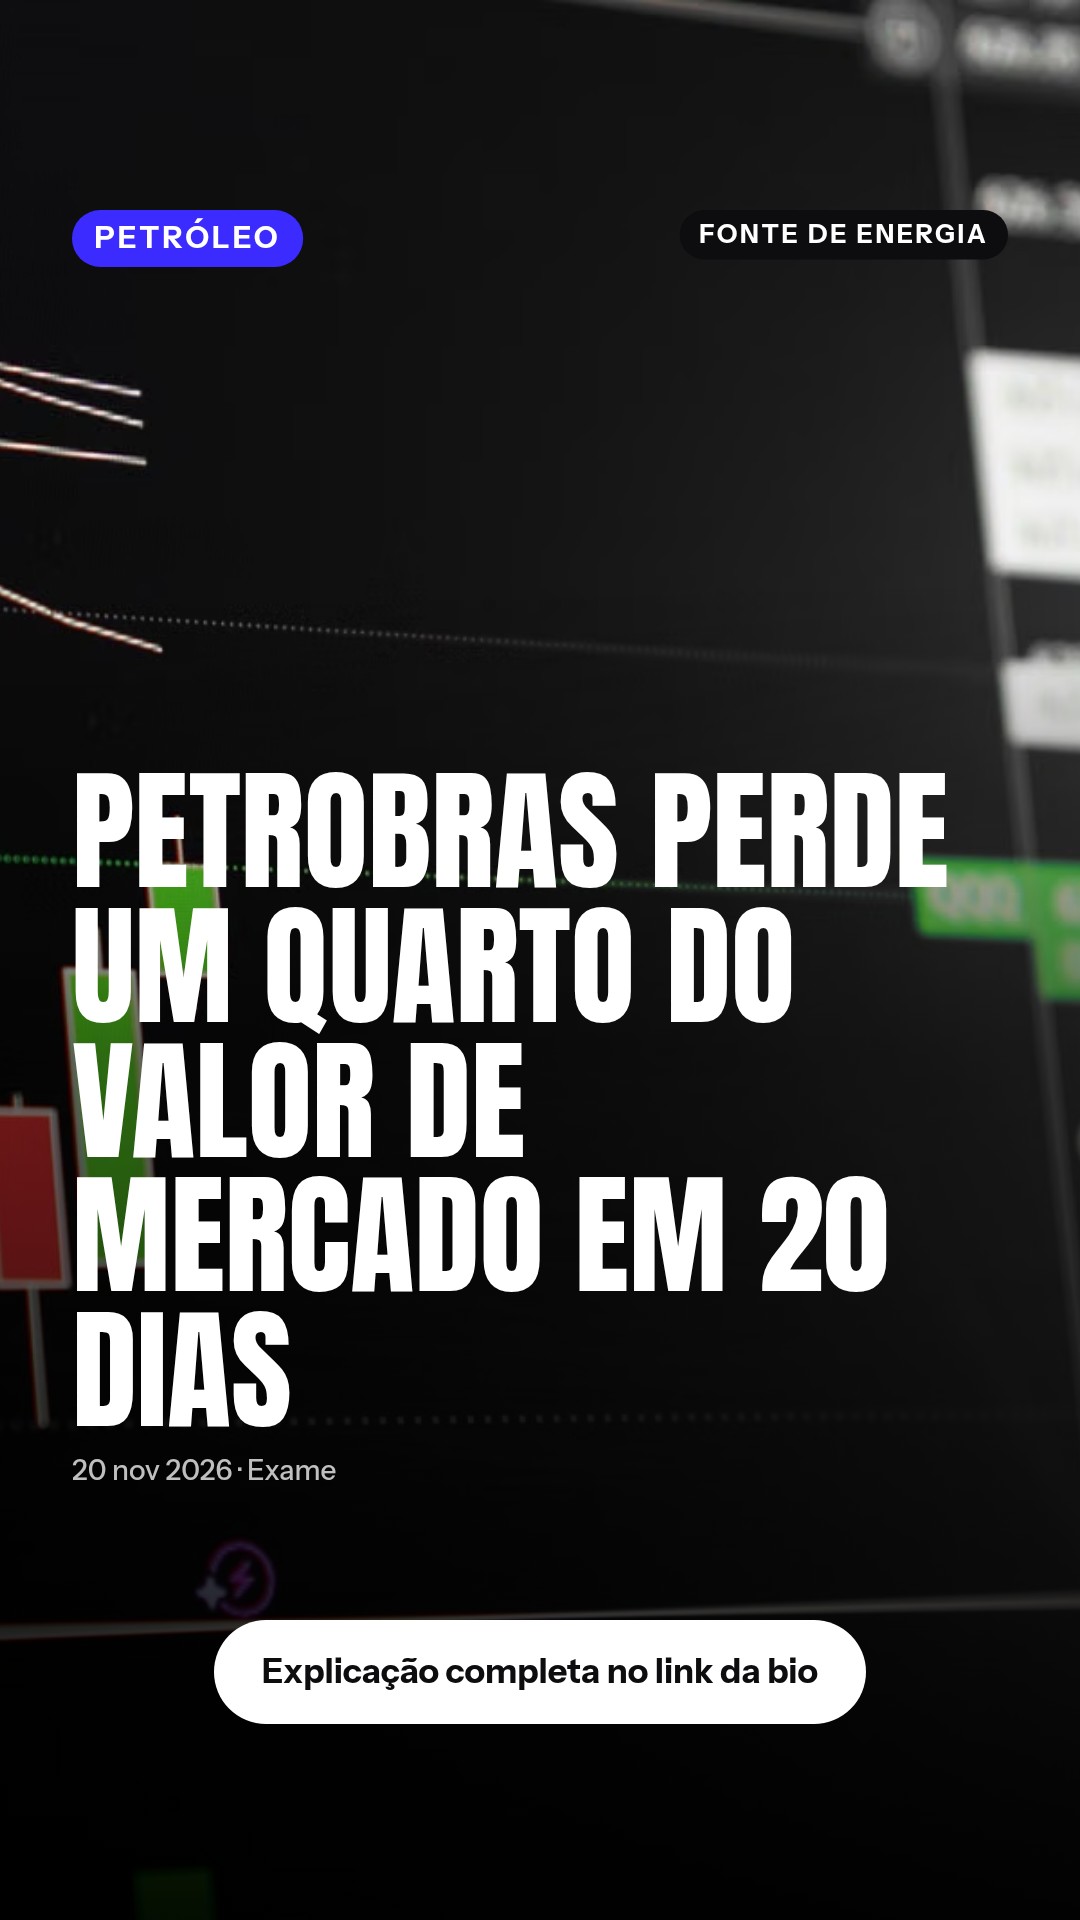 PETRÓLEO
FONTE DE ENERGIA
PETROBRAS PERDE
UM QUARTO DO
VALOR DE
MERCADO EM 20
DIAS
20 nov 2026 · Exame
Explicação completa no link da bio